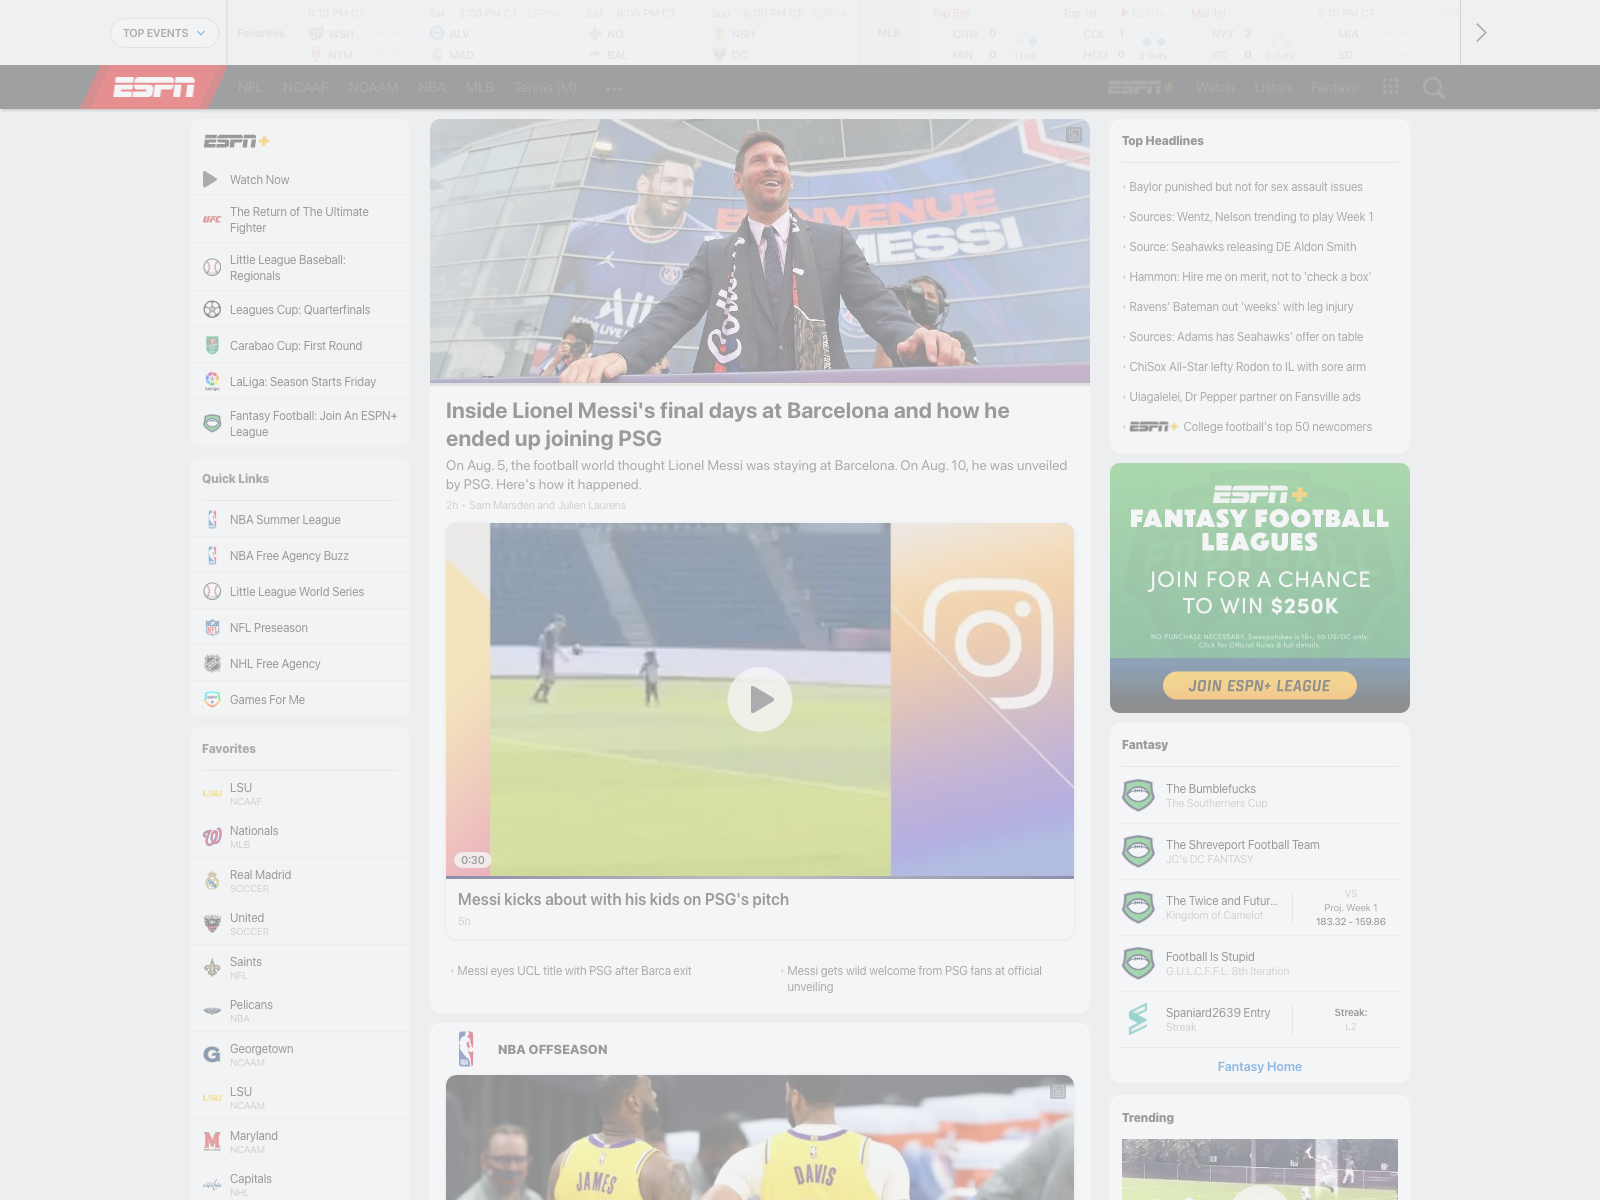 TOP EVENTS
Favorites
6:10 PM CT
WSH
NYM
Sat - 3:00 PM CT ESPN+
ALV
MAD
Sat - 6:00 PM CT
NO
BAL
Sun - 6:00 PM CT ESPN+
NSH
DC
MLB
Top 5th
CHW 0
MIN 0
1 Out
Top 1st ESPN+
COL 1
HOU 0
2 Outs
Mid 1st
NYY 3
KC 0
0 Outs
3:10 PM CT
MIA
SD
ESPN
NFL NCAAF NCAAM NBA MLB Tennis (M) ...
ESPN+ Watch Listen Fantasy
ESPN+
Watch Now
UFC
The Return of The Ultimate
Fighter
Little League Baseball:
Regionals
Leagues Cup: Quarterfinals
Carabao Cup: First Round
LaLiga: Season Starts Friday
Fantasy Football: Join An ESPN+
League
Quick Links
NBA Summer League
NBA Free Agency Buzz
Little League World Series
NFL Preseason
NHL Free Agency
Games For Me
Favorites
LSU
LSU
NCAAF
Nationals
MLB
Real Madrid
SOCCER
United
SOCCER
Saints
NFL
Pelicans
NBA
Georgetown
NCAAM
LSU
LSU
NCAAM
Maryland
NCAAM
Capitals
NHL
MESSI
Inside Lionel Messi's final days at Barcelona and how he
ended up joining PSG
On Aug. 5, the football world thought Lionel Messi was staying at Barcelona. On Aug. 10, he was unveiled
by PSG. Here's how it happened.
2h • Sam Marsden and Julien Laurens
0:30
Messi kicks about with his kids on PSG's pitch
5h
• Messi eyes UCL title with PSG after Barca exit
• Messi gets wild welcome from PSG fans at official
unveiling
NBA OFFSEASON
JAMES
DAVIS
Top Headlines
• Baylor punished but not for sex assault issues
• Sources: Wentz, Nelson trending to play Week 1
• Source: Seahawks releasing DE Aldon Smith
• Hammon: Hire me on merit, not to 'check a box'
• Ravens' Bateman out 'weeks' with leg injury
• Sources: Adams has Seahawks' offer on table
• ChiSox All-Star lefty Rodon to IL with sore arm
• Uiagalelei, Dr Pepper partner on Fansville ads
• ESPN+ College football's top 50 newcomers
ESPN+
FANTASY FOOTBALL
LEAGUES
JOIN FOR A CHANCE
TO WIN $250K
NO PURCHASE NECESSARY. Sweepstakes is 18+; 50 US/DC only.
Click for Official Rules & full details.
JOIN ESPN+ LEAGUE
Fantasy
The Bumblefucks
The Southerners Cup
The Shreveport Football Team
JC's DC FANTASY
The Twice and Futur...
Kingdom of Camelot
VS
Proj. Week 1
183.32 - 159.86
Football Is Stupid
G.U.L.C.F.F.L. 8th Iteration
Spaniard2639 Entry
Streak
Streak:
L2
Fantasy Home
Trending